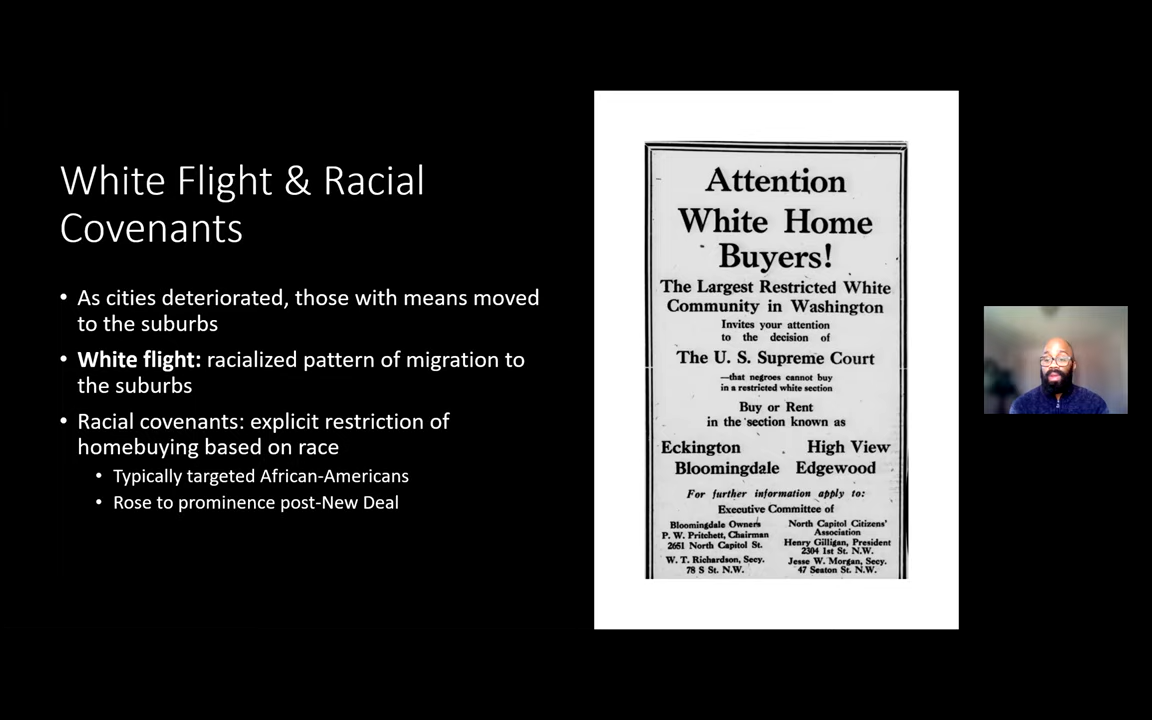 White Flight & Racial
Covenants
• As cities deteriorated, those with means moved
to the suburbs
• White flight: racialized pattern of migration to
the suburbs
• Racial covenants: explicit restriction of
homebuying based on race
• Typically targeted African-Americans
• Rose to prominence post-New Deal
Attention
White Home
Buyers!
The Largest Restricted White
Community in Washington
Invites your attention
to the decision of
The U. S. Supreme Court
—that negroes cannot buy
in a restricted white section
Buy or Rent
in the section known as
Eckington High View
Bloomingdale Edgewood
For further information apply to:
Executive Committee of
Bloomingdale Owners
P. W. Pritchett, Chairman
2651 North Capitol St.
W. T. Richardson, Secy.
78 S St. N.W.
North Capitol Citizens'
Association
Henry Gilligan, President
2304 1st St. N.W.
Jesse W. Morgan, Secy.
47 Seaton St. N.W.